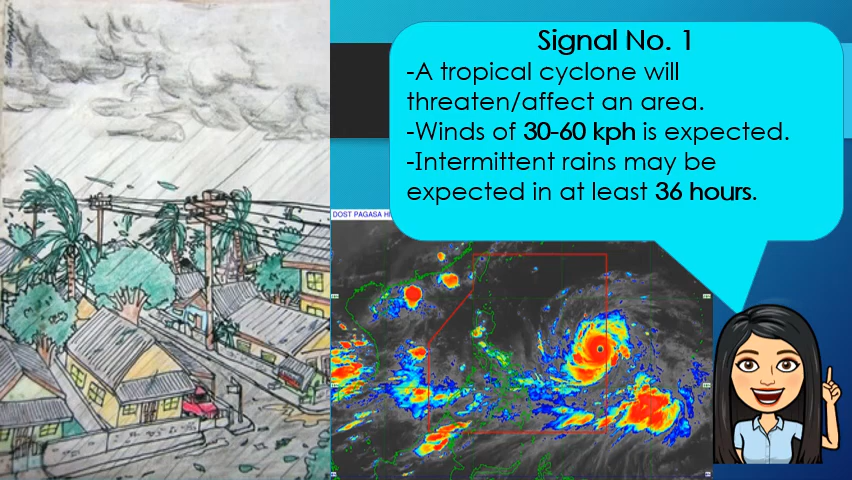 Signal No. 1
-A tropical cyclone will
threaten/affect an area.
-Winds of 30-60 kph is expected.
-Intermittent rains may be
expected in at least 36 hours.
DOST PAGASA